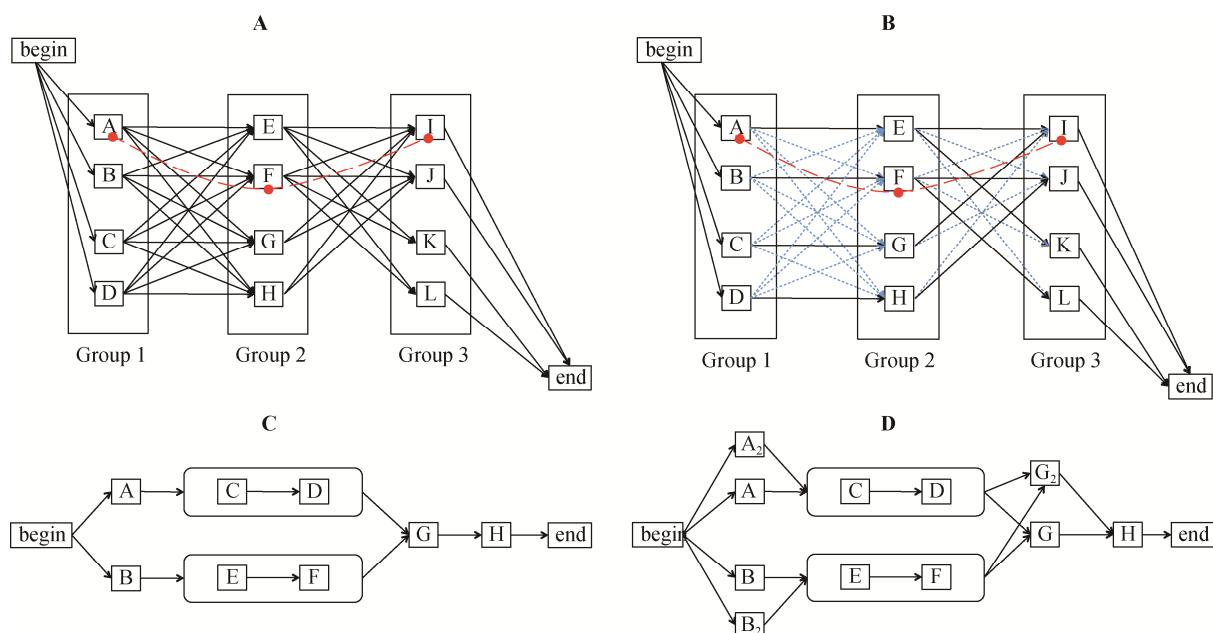 A
begin
A E I
B F J
C G K
D H L
Group 1 Group 2 Group 3
end
B
begin
A E I
B F J
C G K
D H L
Group 1 Group 2 Group 3
end
C
A C D
begin G H end
B E F
D
A₂ G₂
A C D
begin G H end
B E F
B₂